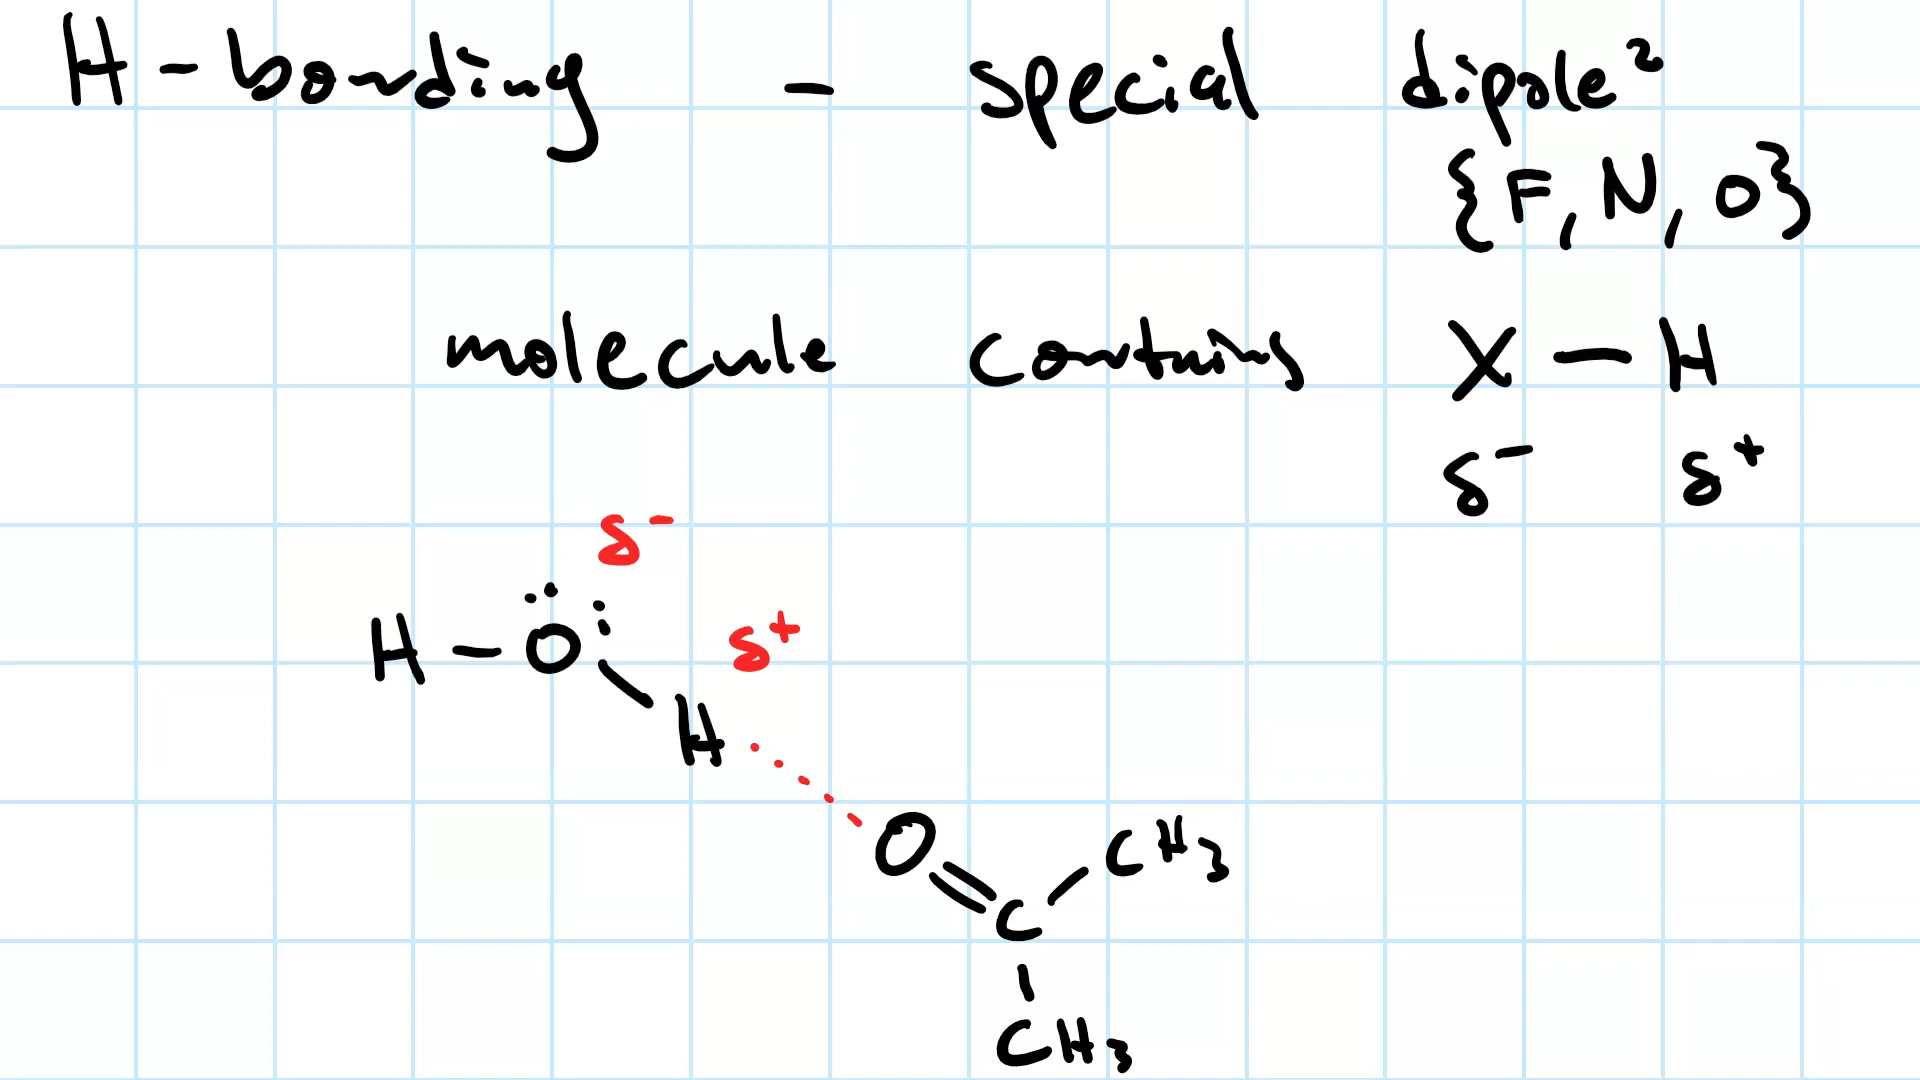 H-bonding - special dipole²
{F, N, O}
molecule contains X—H
δ⁻ δ⁺
δ⁻
H-O δ⁺
H
O CH₃
C
CH₃